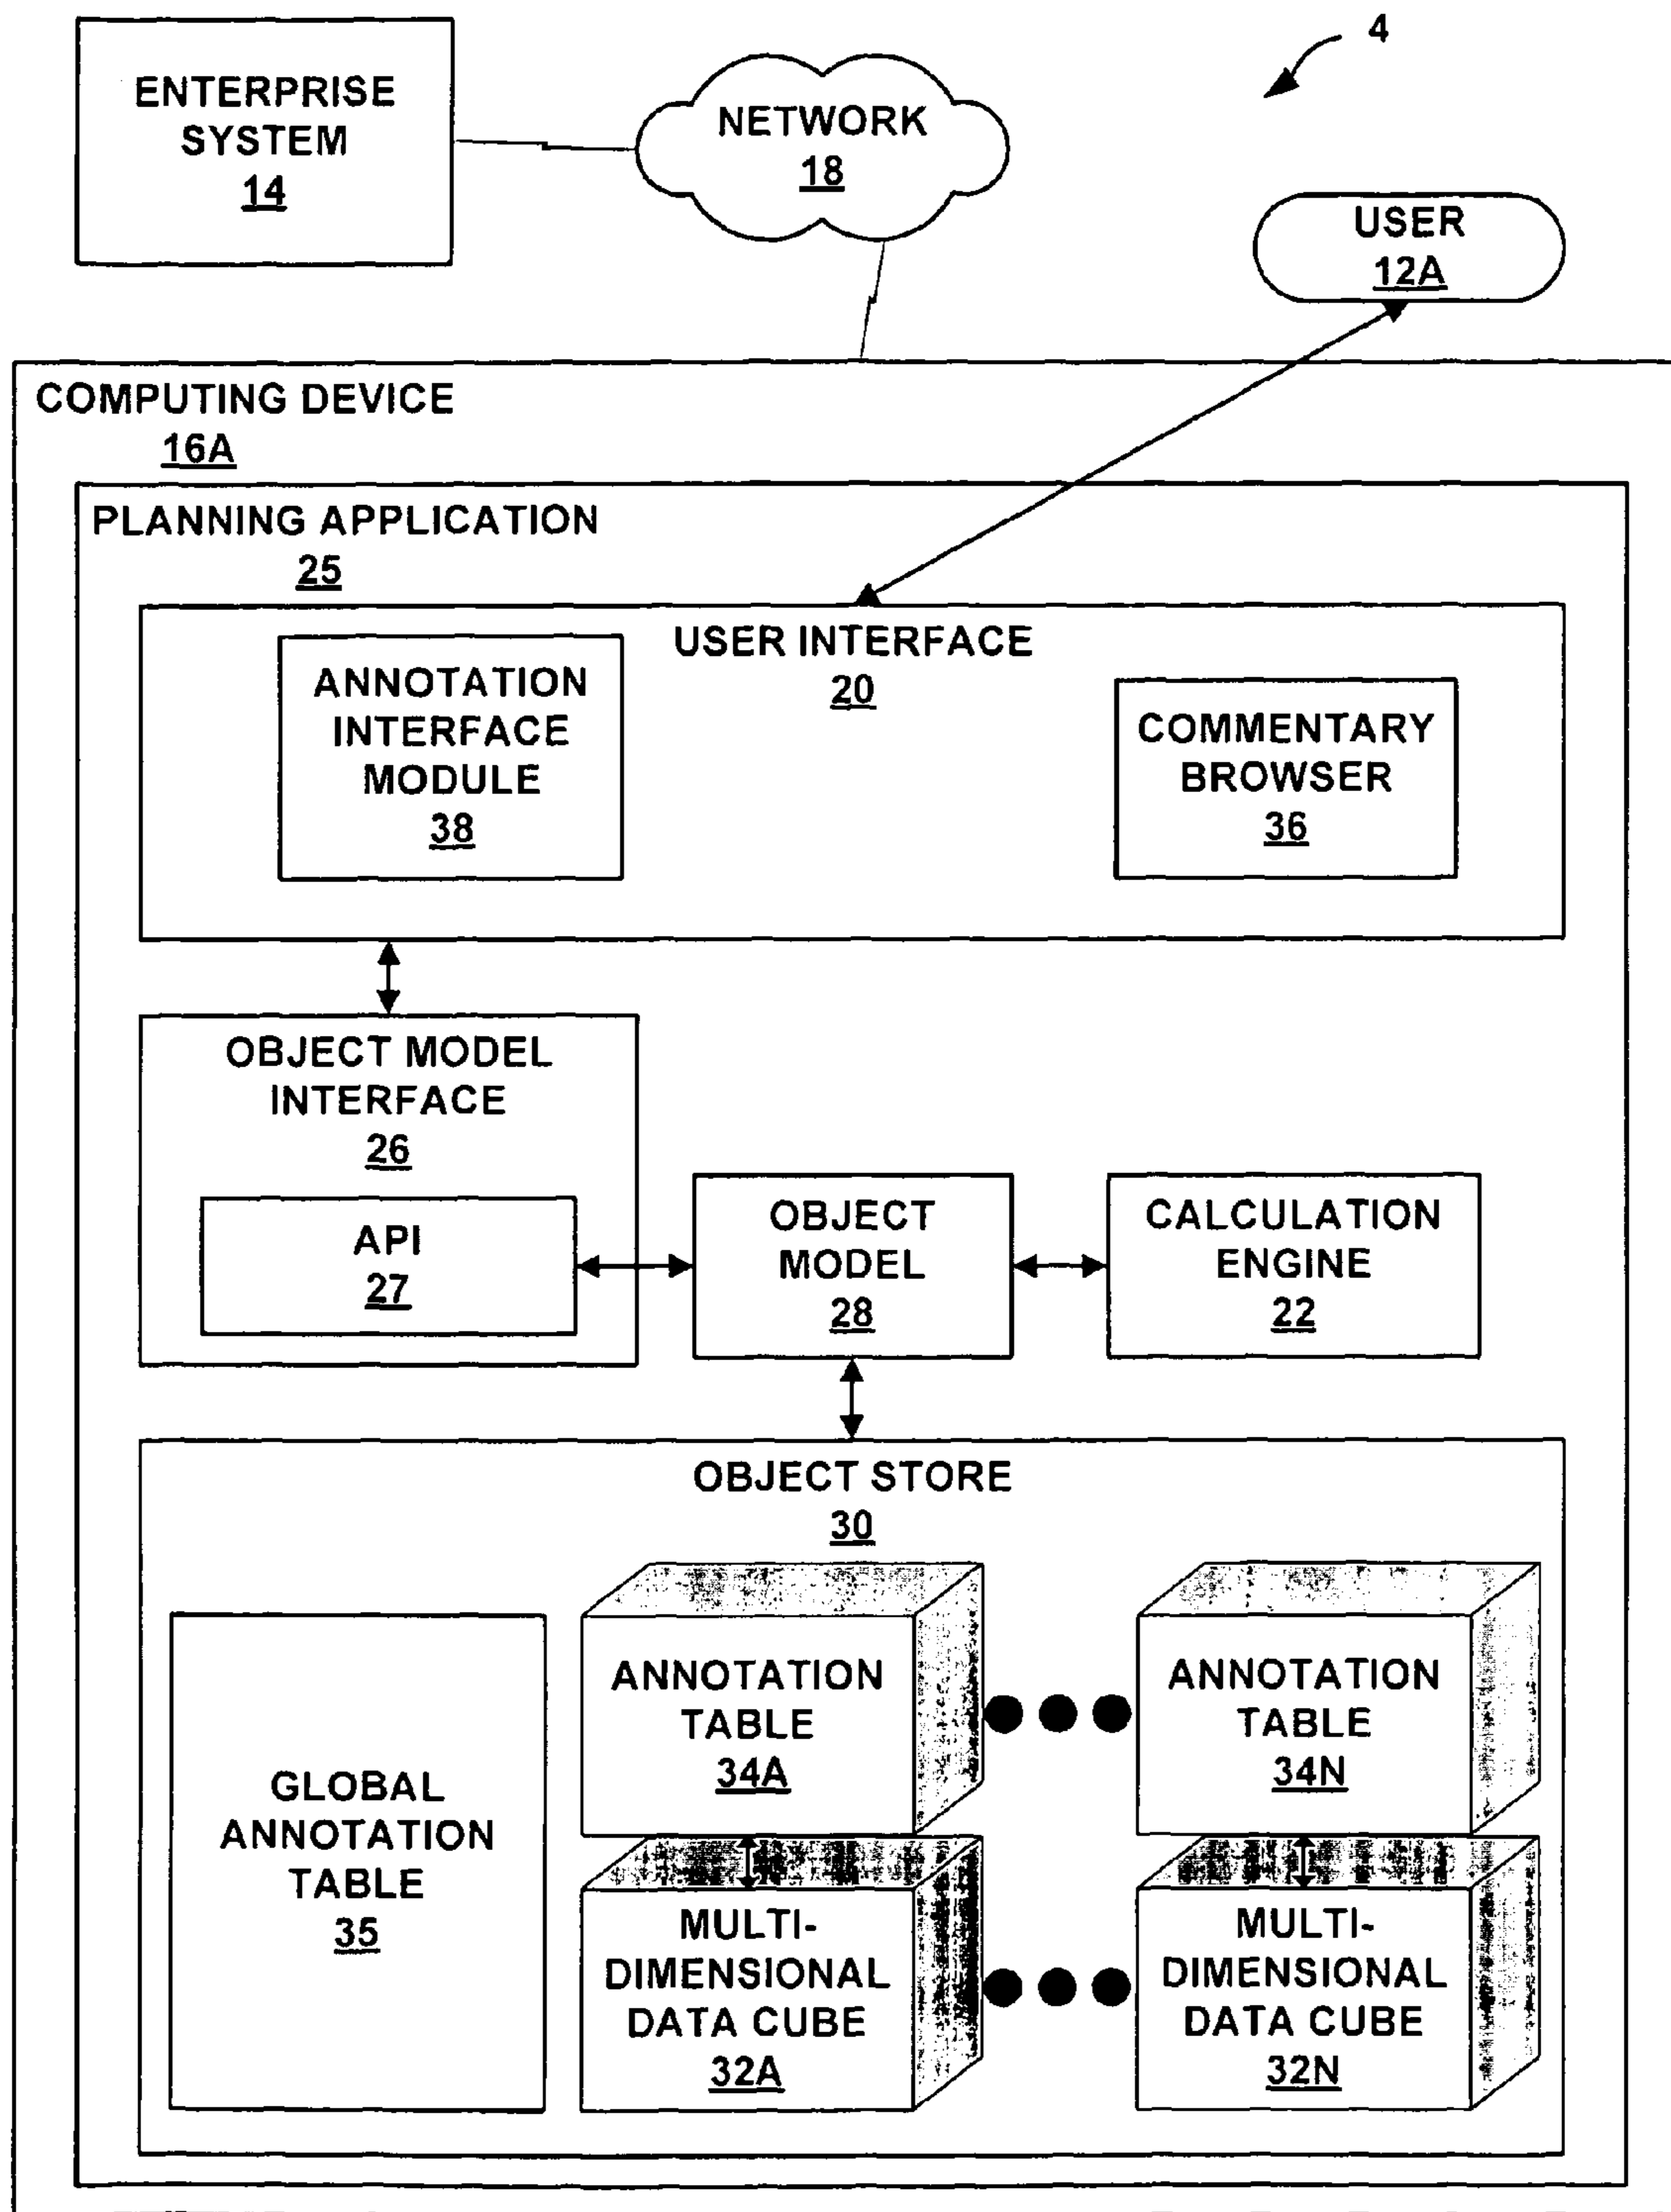 4
ENTERPRISE
SYSTEM
14
NETWORK
18
USER
12A
COMPUTING DEVICE
16A
PLANNING APPLICATION
25
USER INTERFACE
20
ANNOTATION
INTERFACE
MODULE
38
COMMENTARY
BROWSER
36
OBJECT MODEL
INTERFACE
26
API
27
OBJECT
MODEL
28
CALCULATION
ENGINE
22
OBJECT STORE
30
GLOBAL
ANNOTATION
TABLE
35
ANNOTATION
TABLE
34A
ANNOTATION
TABLE
34N
MULTI-
DIMENSIONAL
DATA CUBE
32A
MULTI-
DIMENSIONAL
DATA CUBE
32N